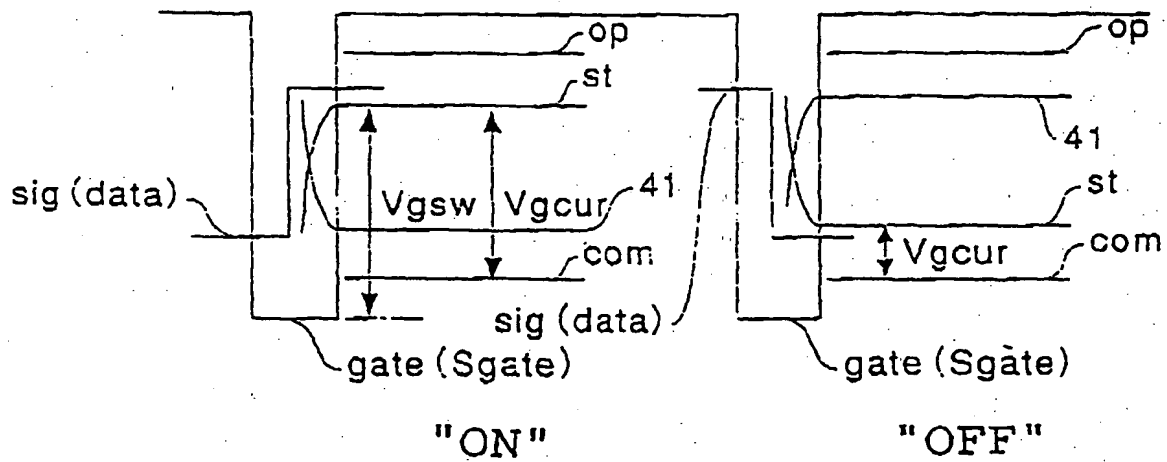 op
st
41
sig (data)
Vgsw
Vgcur
com
gate (Sgate)
"ON"
op
41
st
Vgcur
com
sig (data)
gate (Sgàte)
"OFF"